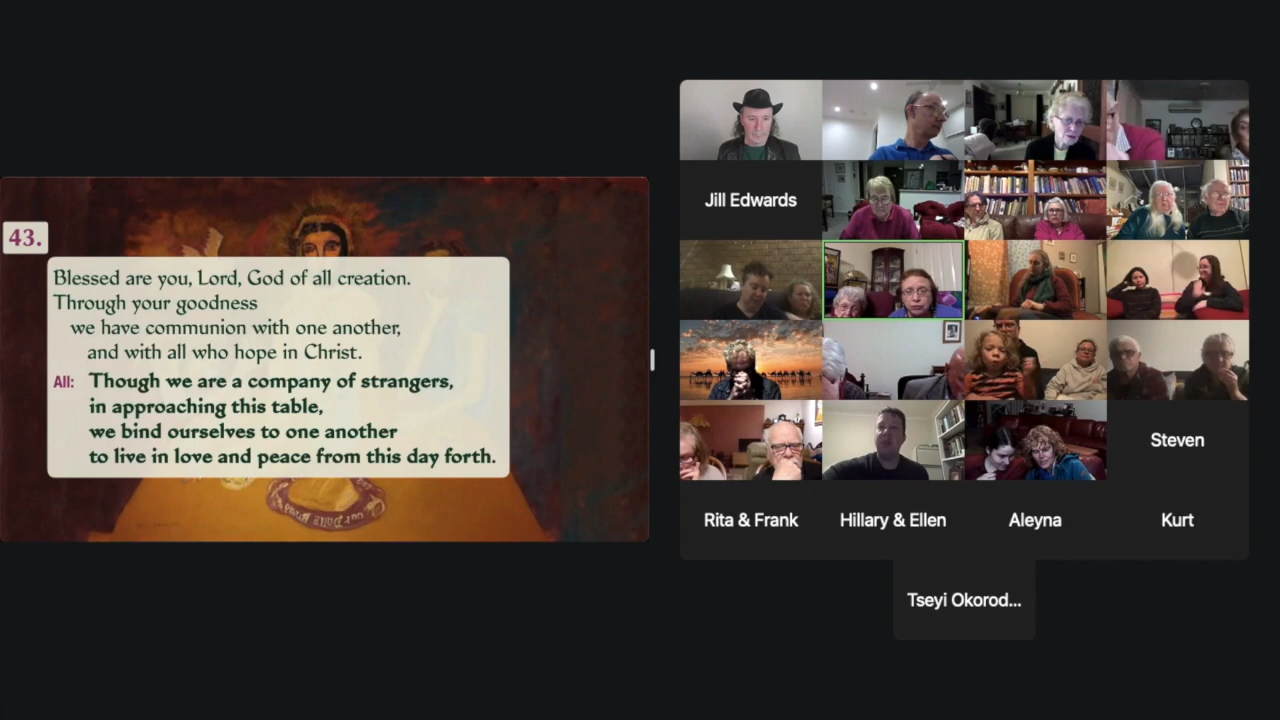 43.
Blessed are you, Lord, God of all creation.
Through your goodness
we have communion with one another,
and with all who hope in Christ.
All: Though we are a company of strangers,
in approaching this table,
we bind ourselves to one another
to live in love and peace from this day forth.
Jill Edwards
Steven
Rita & Frank
Hillary & Ellen
Aleyna
Kurt
Tseyi Okorod...